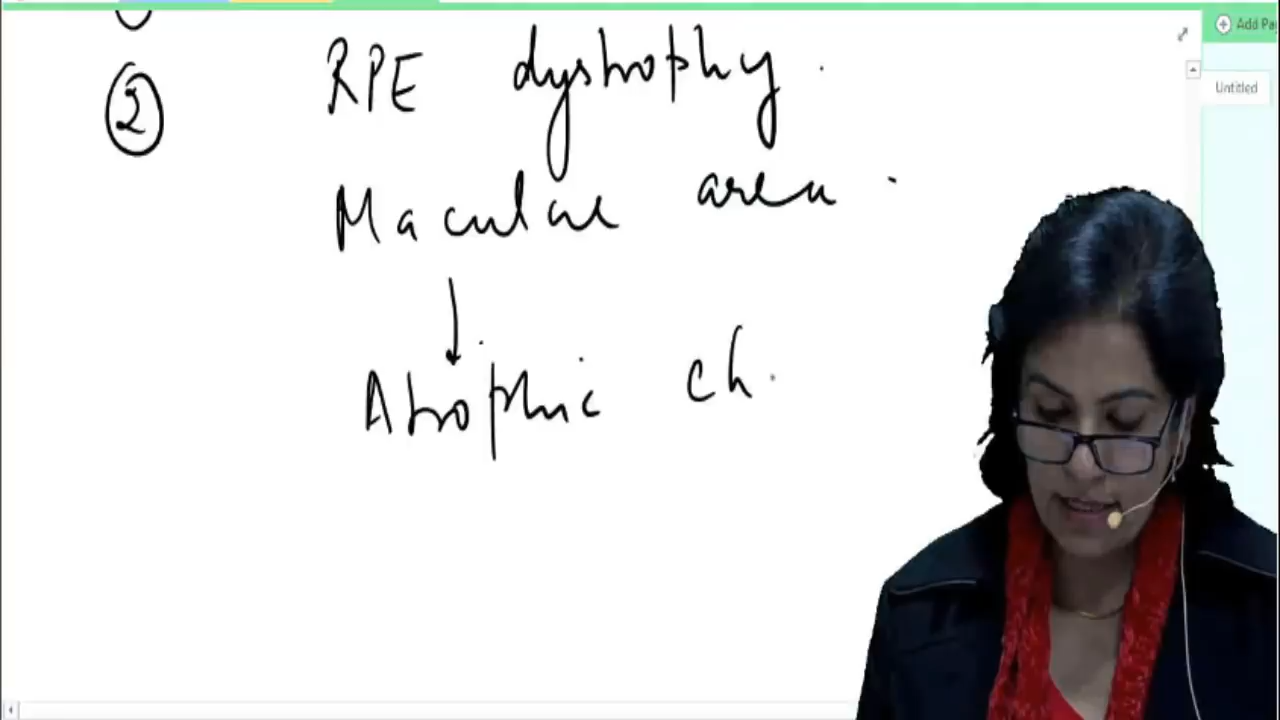 Add Pa
Untitled
② RPE dystrophy.
Macular area.
↓
Atrophic ch.